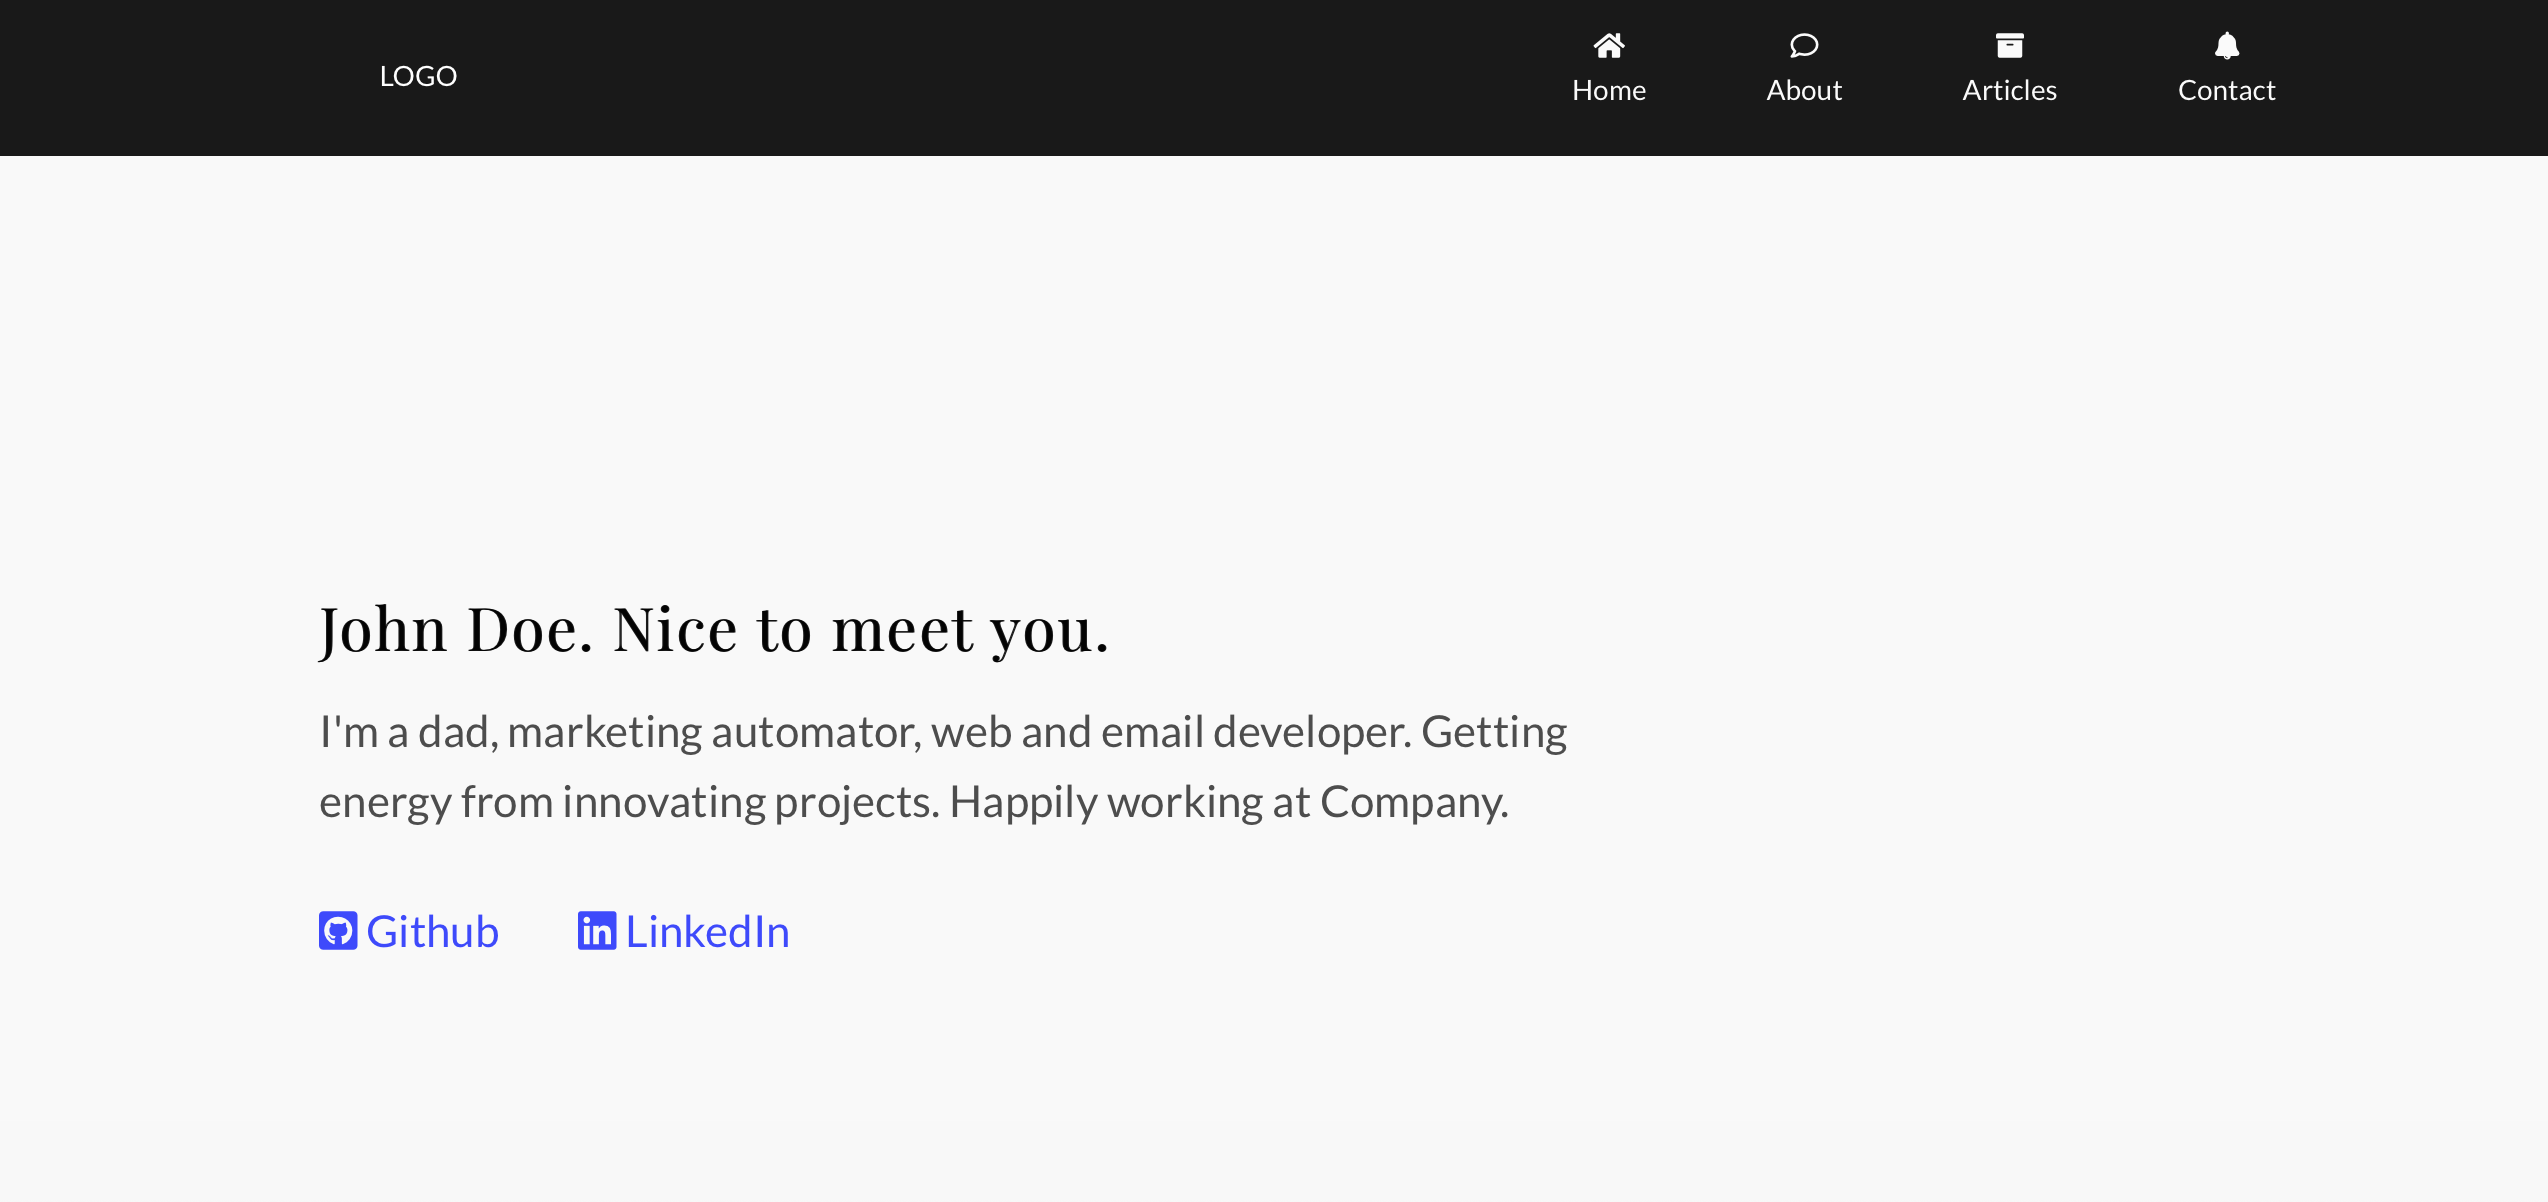 LOGO
Home
About
Articles
Contact
John Doe. Nice to meet you.
I'm a dad, marketing automator, web and email developer. Getting
energy from innovating projects. Happily working at Company.
Github
LinkedIn